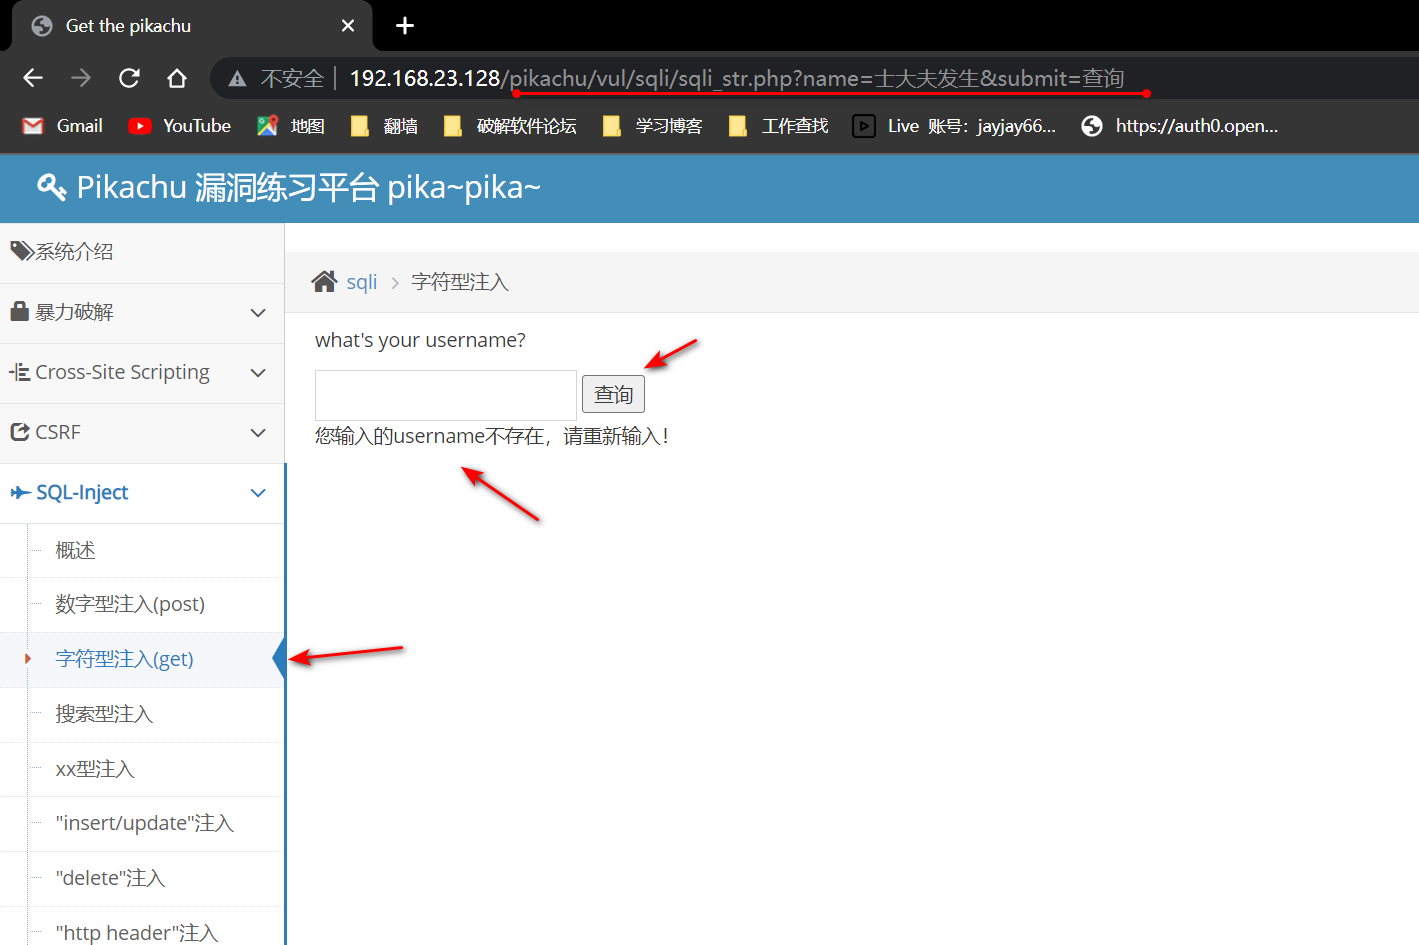 Get the pikachu
不安全 192.168.23.128/pikachu/vul/sqli/sqli_str.php?name=士大夫发生&submit=查询
Gmail YouTube 地图 翻墙 破解软件论坛 学习博客 工作查找 Live 账号：jayjay66... https://auth0.open...
Pikachu 漏洞练习平台 pika~pika~
系统介绍
暴力破解
Cross-Site Scripting
CSRF
SQL-Inject
概述
数字型注入(post)
字符型注入(get)
搜索型注入
xx型注入
"insert/update"注入
"delete"注入
"http header"注入
sqli > 字符型注入
what's your username?
查询
您输入的username不存在，请重新输入！